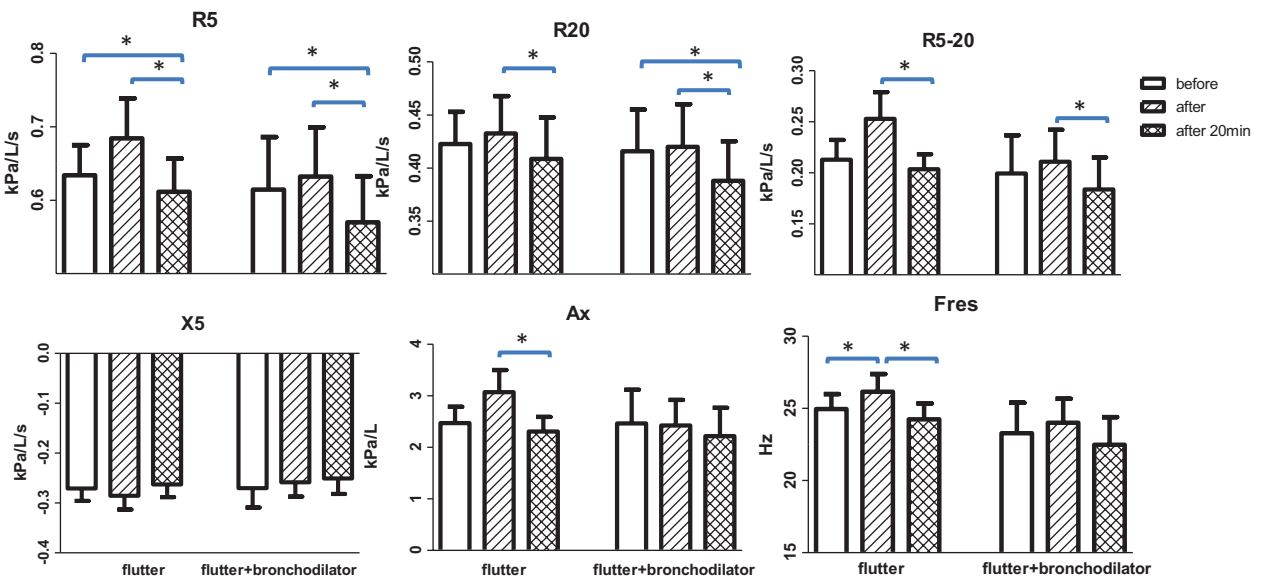 R5
*
*
*
*
kPa/L/s
0.8
0.7
0.6
R20
*
*
*
kPa/L/s
0.50
0.45
0.40
0.35
R5-20
*
*
kPa/L/s
0.30
0.25
0.20
0.15
before
after
after 20min
X5
kPa/L/s
0.0
-0.1
-0.2
-0.3
-0.4
flutter
flutter+bronchodilator
Ax
*
kPa/L
4
3
2
1
0
flutter
flutter+bronchodilator
Fres
*
*
Hz
30
25
20
15
flutter
flutter+bronchodilator